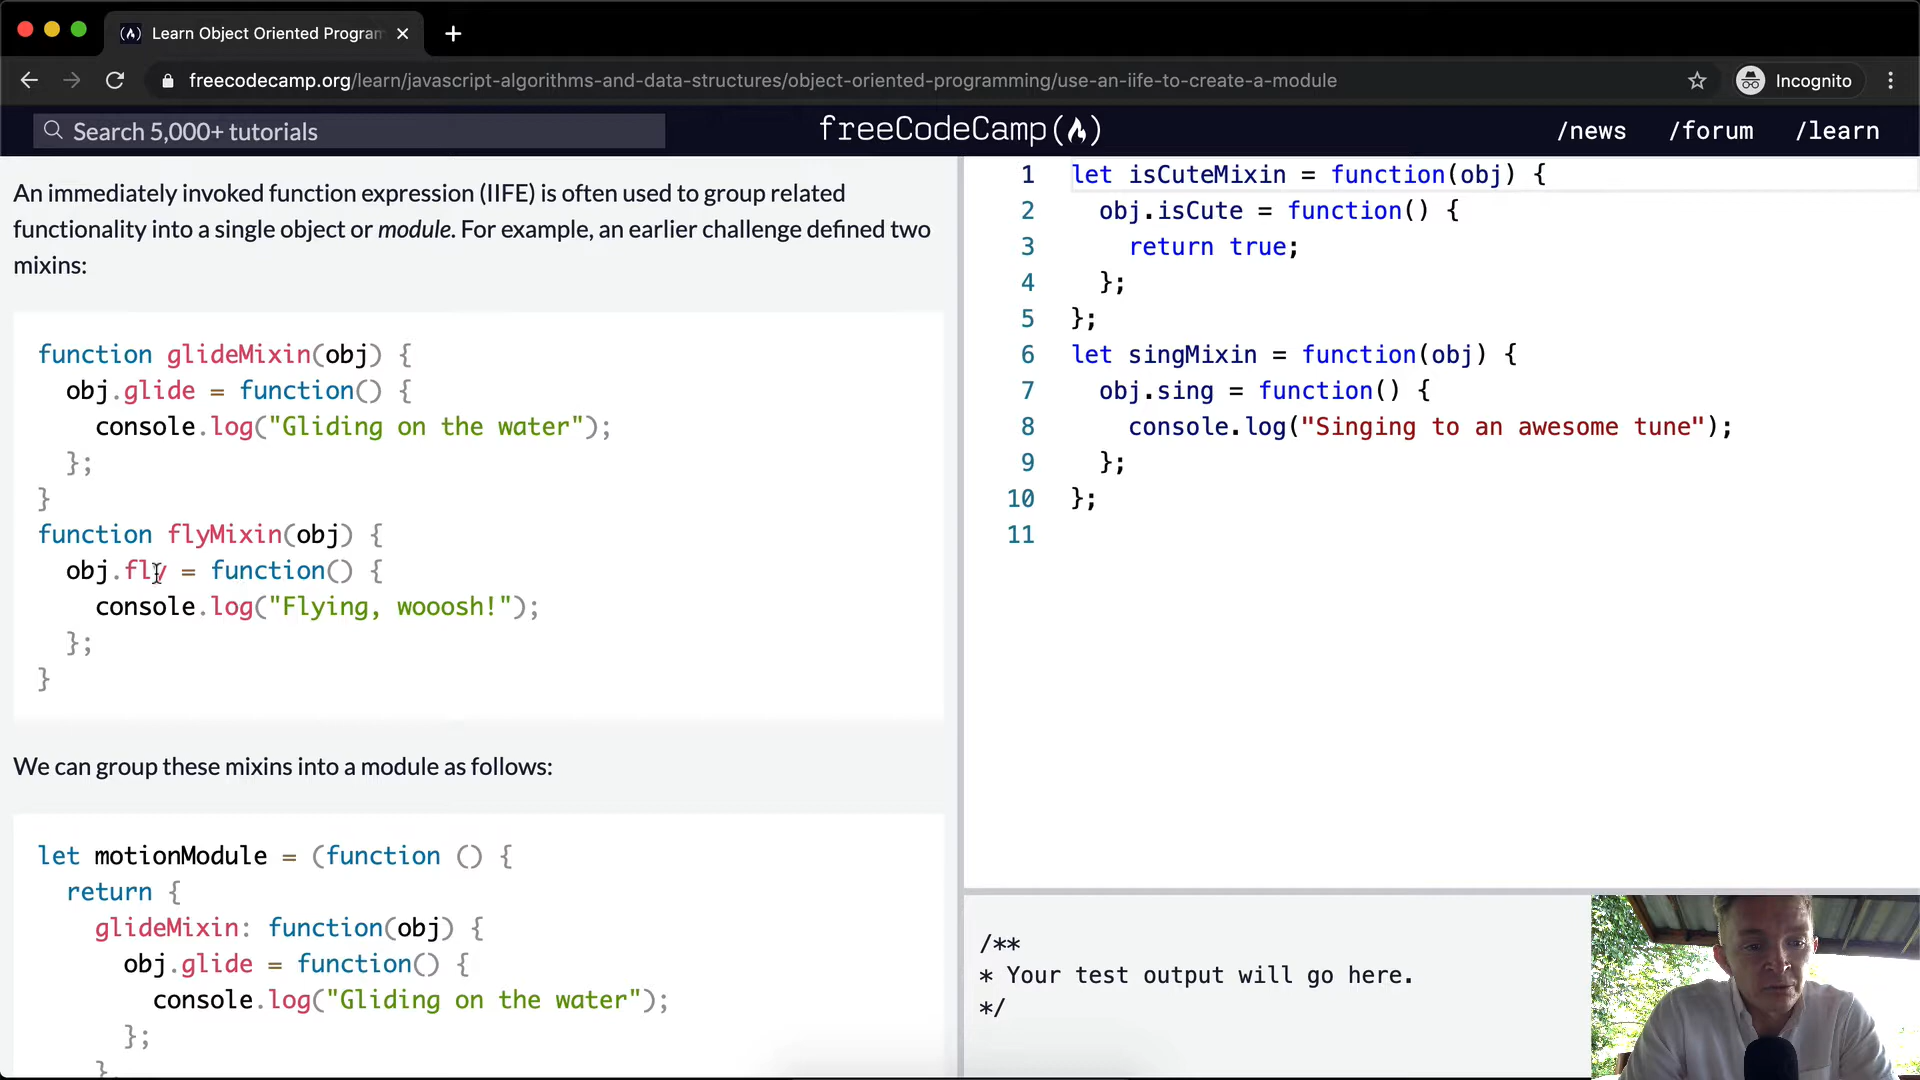 Learn Object Oriented Program
freecodecamp.org/learn/javascript-algorithms-and-data-structures/object-oriented-programming/use-an-iife-to-create-a-module
Incognito
Search 5,000+ tutorials
freeCodeCamp
/news
/forum
/learn
An immediately invoked function expression (IIFE) is often used to group related
functionality into a single object or module. For example, an earlier challenge defined two
mixins:
function glideMixin(obj) {
  obj.glide = function() {
    console.log("Gliding on the water");
  };
}
function flyMixin(obj) {
  obj.fly = function() {
    console.log("Flying, wooosh!");
  };
}
We can group these mixins into a module as follows:
let motionModule = (function () {
  return {
    glideMixin: function(obj) {
      obj.glide = function() {
        console.log("Gliding on the water");
      };
    }
1 let isCuteMixin = function(obj) {
2   obj.isCute = function() {
3     return true;
4   };
5 };
6 let singMixin = function(obj) {
7   obj.sing = function() {
8     console.log("Singing to an awesome tune");
9   };
10 };
11
/**
* Your test output will go here.
*/